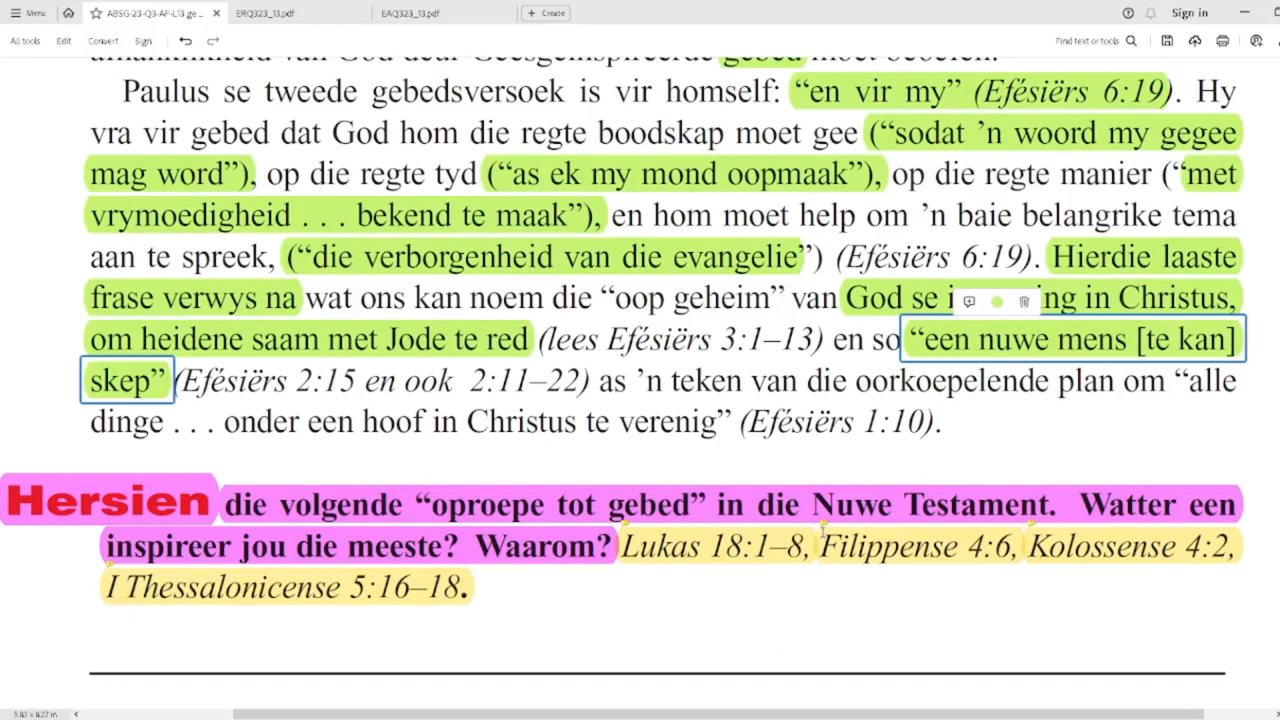 Menu
ABSG-23-Q3-AF-L13 ge...
ERQ323_13.pdf
EAQ323_13.pdf
Create
Sign in
All tools
Edit
Convert
Sign
Find text or tools
Paulus se tweede gebedsversoek is vir homself: “en vir my” (Efésiërs 6:19). Hy
vra vir gebed dat God hom die regte boodskap moet gee (“sodat ’n woord my gegee
mag word”), op die regte tyd (“as ek my mond oopmaak”), op die regte manier (“met
vrymoedigheid . . . bekend te maak”), en hom moet help om ’n baie belangrike tema
aan te spreek, (“die verborgenheid van die evangelie”) (Efésiërs 6:19). Hierdie laaste
frase verwys na wat ons kan noem die “oop geheim” van God se in Christus,
om heidene saam met Jode te red (lees Efésiërs 3:1–13) en so “een nuwe mens [te kan]
skep” (Efésiërs 2:15 en ook 2:11–22) as ’n teken van die oorkoepelende plan om “alle
dinge . . . onder een hoof in Christus te verenig” (Efésiërs 1:10).
Hersien die volgende “oproepe tot gebed” in die Nuwe Testament. Watter een
inspireer jou die meeste? Waarom? Lukas 18:1–8, Filippense 4:6, Kolossense 4:2,
I Thessalonicense 5:16–18.